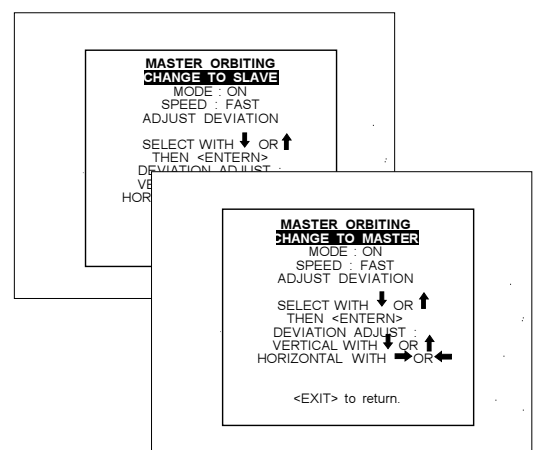 MASTER ORBITING
CHANGE TO SLAVE
MODE : ON
SPEED : FAST
ADJUST DEVIATION
SELECT WITH ⬇ OR ⬆
THEN <ENTERN>
DEVIATION ADJUST :
VE
HOR
MASTER ORBITING
CHANGE TO MASTER
MODE : ON
SPEED : FAST
ADJUST DEVIATION
SELECT WITH ⬇ OR ⬆
THEN <ENTERN>
DEVIATION ADJUST :
VERTICAL WITH ⬇ OR ⬆
HORIZONTAL WITH ➡OR⬅
<EXIT> to return.